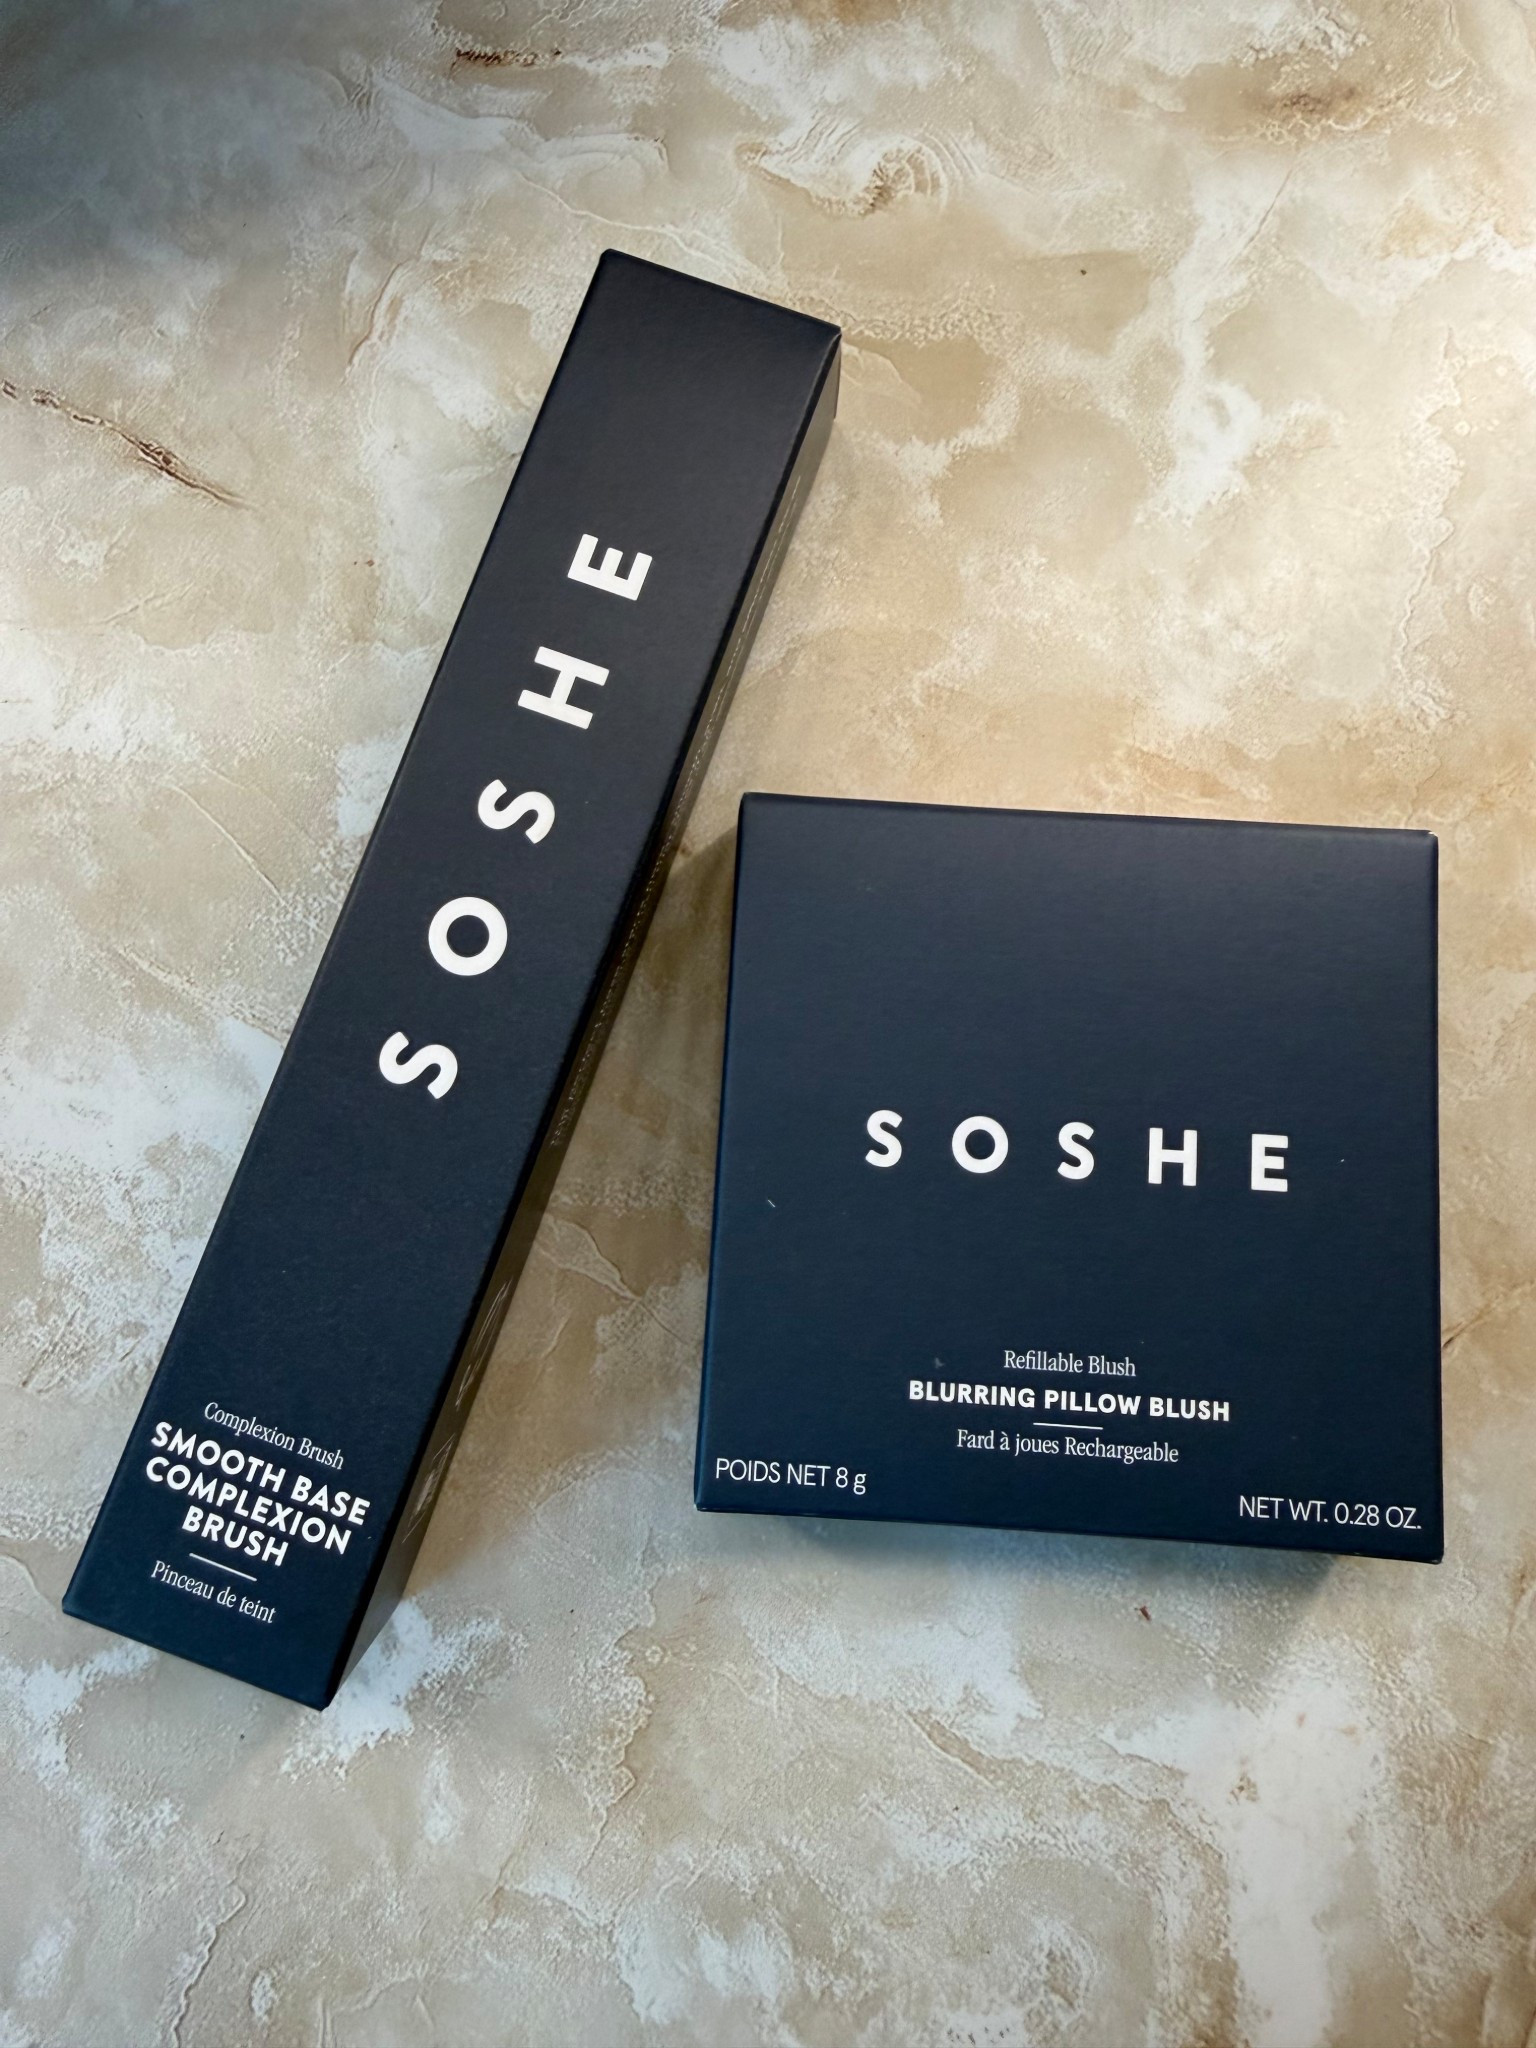 SOSHE
Complexion Brush
SMOOTH BASE
COMPLEXION
BRUSH
Pinceau de teint
SOSHE
Refillable Blush
BLURRING PILLOW BLUSH
Fard à joues Rechargeable
POIDS NET 8 g
NET WT. 0.28 OZ.